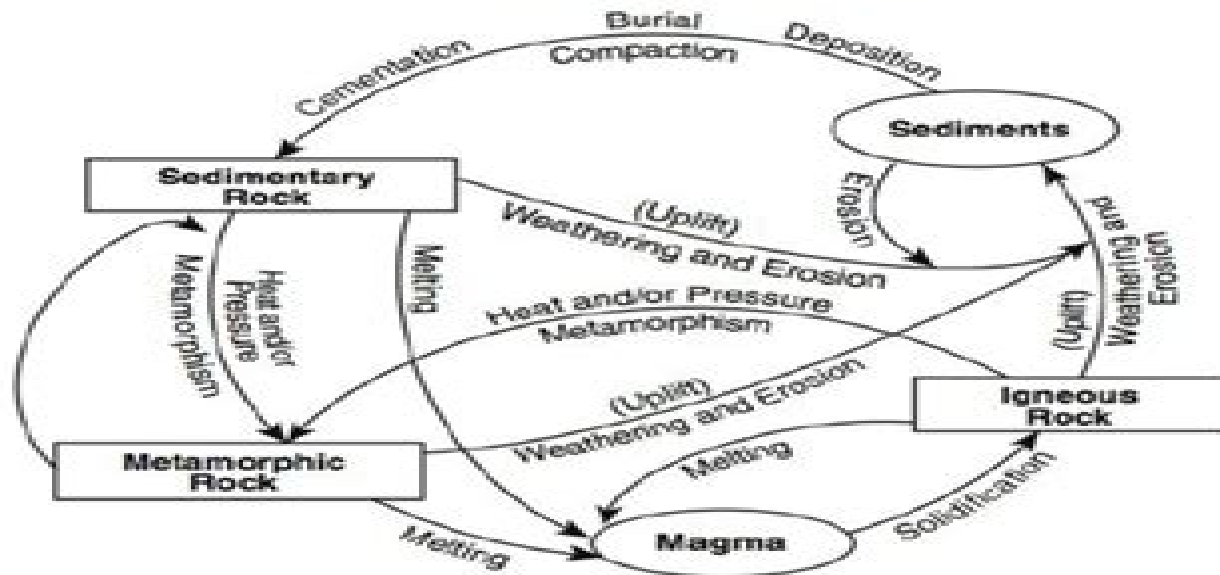 Burial
Compaction
Deposition
Cementation
Sediments
Sedimentary
Rock
Erosion
(Uplift)
Weathering and Erosion
Weathering and
Erosion
(Uplift)
Melting
Heat and/or
Pressure
Metamorphism
Heat and/or Pressure
Metamorphism
(Uplift)
Weathering and Erosion
Igneous
Rock
Metamorphic
Rock
Melting
Melting
Magma
Solidification